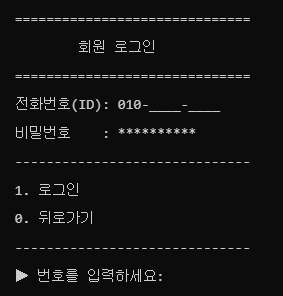 ==============================
회원 로그인
==============================
전화번호(ID): 010-____-____
비밀번호 : **********
------------------------------
1. 로그인
0. 뒤로가기
------------------------------
▶ 번호를 입력하세요: